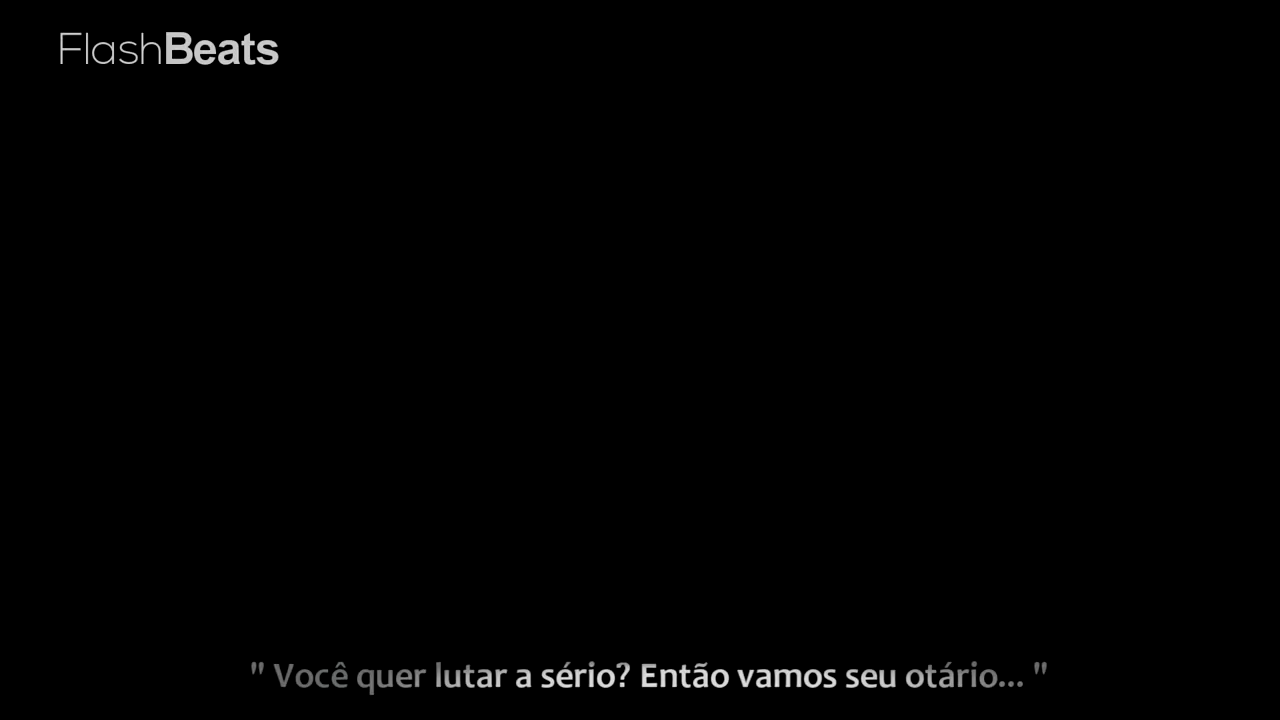 FlashBeats
" Você quer lutar a sério? Então vamos seu otário... "